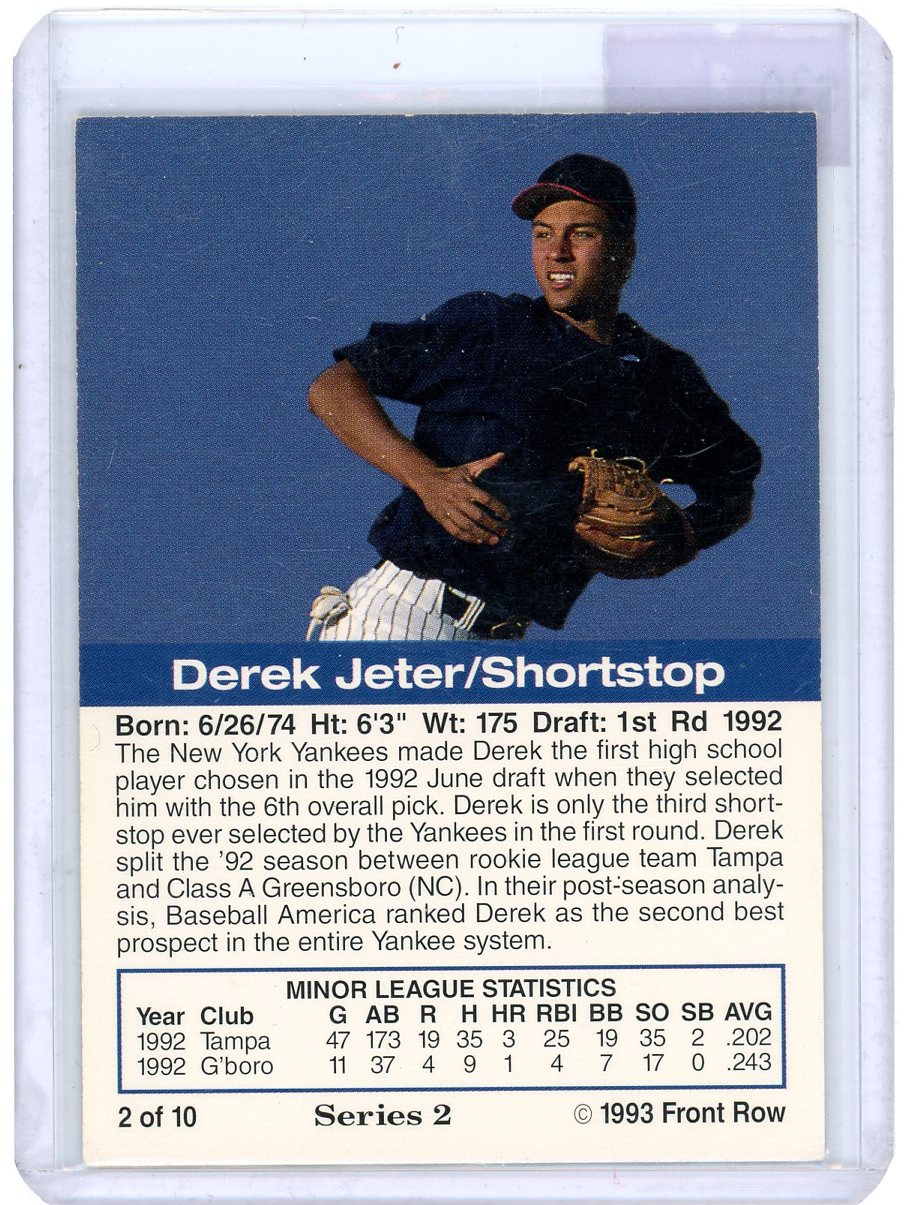 Derek Jeter/Shortstop
Born: 6/26/74 Ht: 6'3" Wt: 175 Draft: 1st Rd 1992
The New York Yankees made Derek the first high school
player chosen in the 1992 June draft when they selected
him with the 6th overall pick. Derek is only the third short-
stop ever selected by the Yankees in the first round. Derek
split the '92 season between rookie league team Tampa
and Class A Greensboro (NC). In their post-season analy-
sis, Baseball America ranked Derek as the second best
prospect in the entire Yankee system.
MINOR LEAGUE STATISTICS
Year Club G AB R H HR RBI BB SO SB AVG
1992 Tampa 47 173 19 35 3 25 19 35 2 .202
1992 G'boro 11 37 4 9 1 4 7 17 0 .243
2 of 10 Series 2 © 1993 Front Row